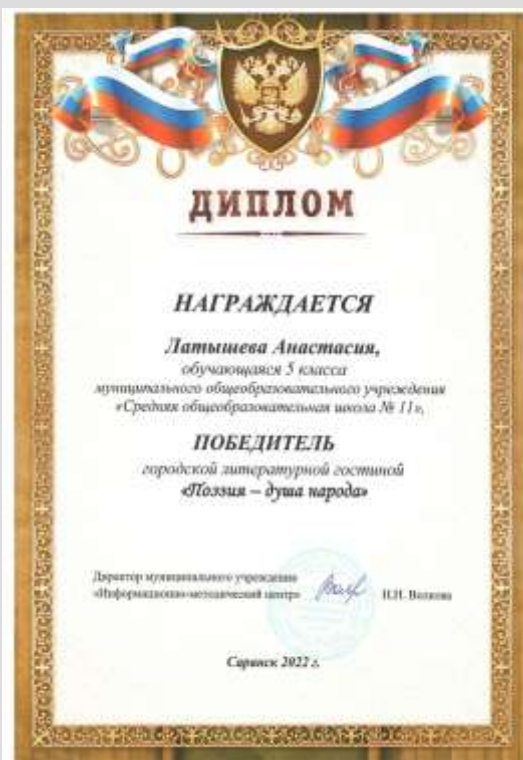 ДИПЛОМ
НАГРАЖДАЕТСЯ
Латышева Анастасия,
обучающаяся 5 класса
муниципального общеобразовательного учреждения
«Средняя общеобразовательная школа № 11»,
ПОБЕДИТЕЛЬ
городской литературной гостиной
«Поэзия – душа народа»
Директор муниципального учреждения
«Информационно-методический центр» Волкова
Саранск 2022 г.